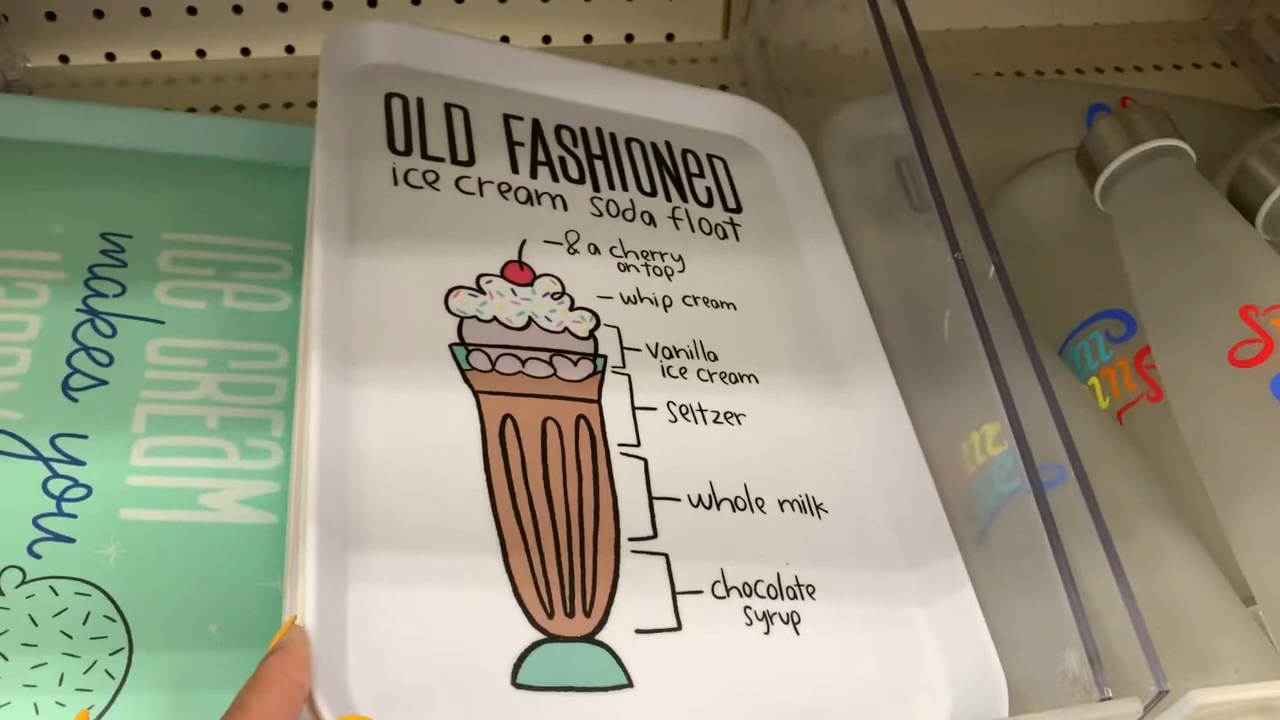 OLD FASHIONED
ice cream soda float
-& a cherry
on top
- whip cream
vanilla
ice cream
seltzer
whole milk
chocolate
syrup
ICE CREAM
makes you